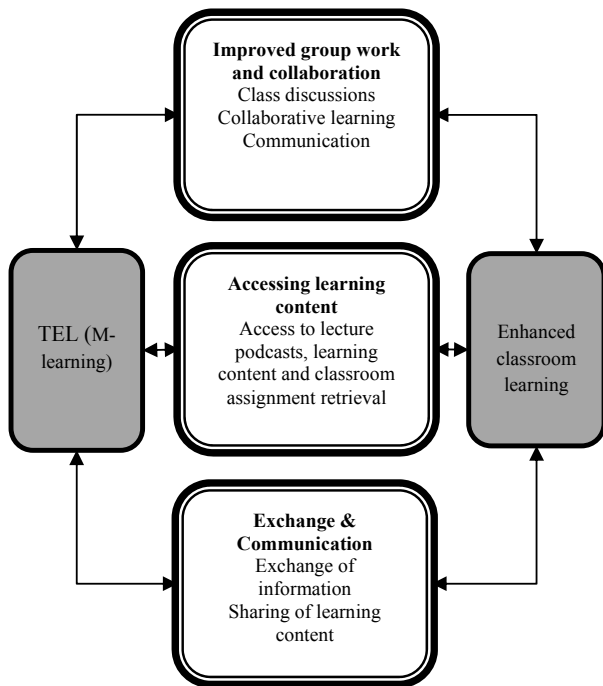 Improved group work
and collaboration
Class discussions
Collaborative learning
Communication
TEL (M-
learning)
Accessing learning
content
Access to lecture
podcasts, learning
content and classroom
assignment retrieval
Enhanced
classroom
learning
Exchange &
Communication
Exchange of
information
Sharing of learning
content